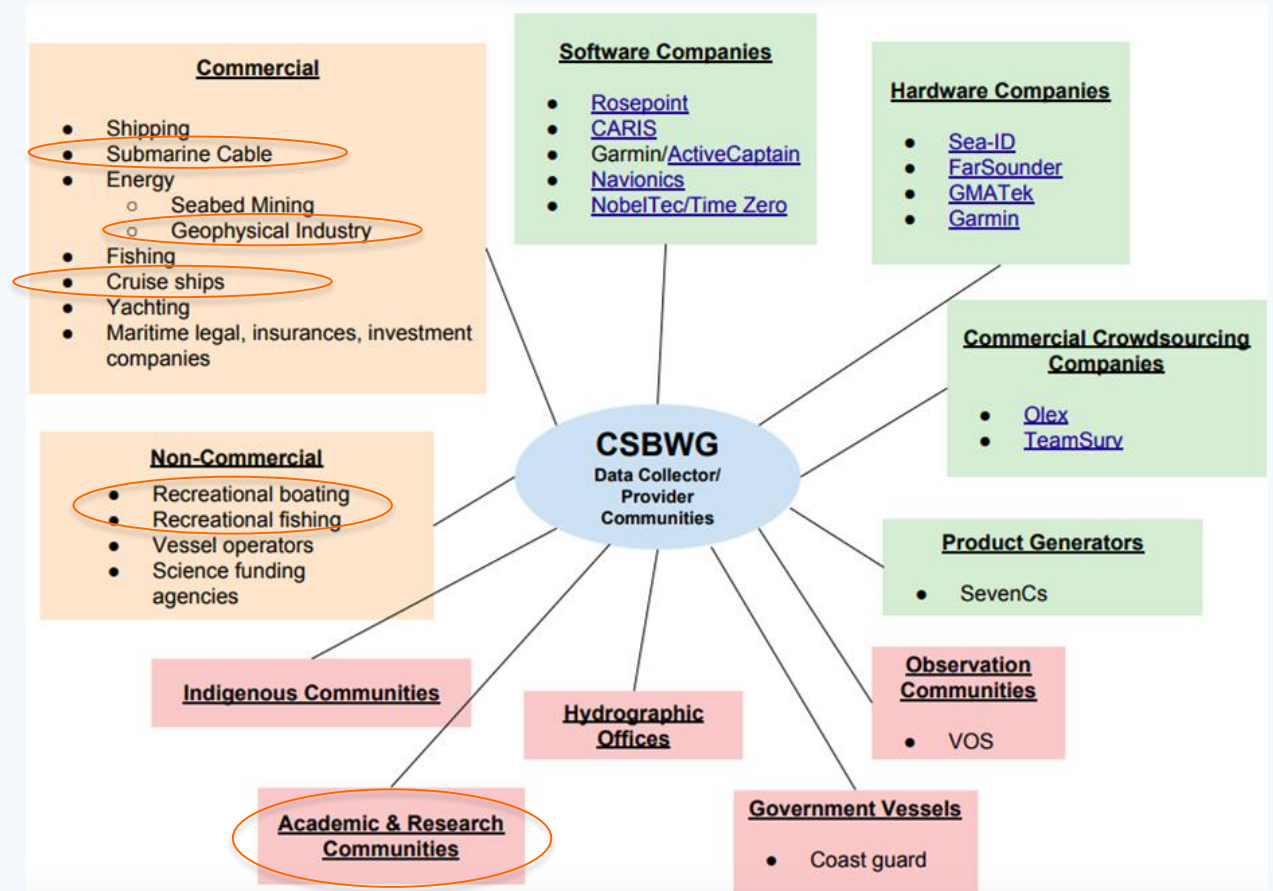 Commercial
● Shipping
● Submarine Cable
● Energy
○ Seabed Mining
○ Geophysical Industry
● Fishing
● Cruise ships
● Yachting
● Maritime legal, insurances, investment
companies
Software Companies
● Rosepoint
● CARIS
● Garmin/ActiveCaptain
● Navionics
● NobelTec/Time Zero
Hardware Companies
● Sea-ID
● FarSounder
● GMATek
● Garmin
Commercial Crowdsourcing
Companies
● Olex
● TeamSurv
CSBWG
Data Collector/
Provider
Communities
Non-Commercial
● Recreational boating
● Recreational fishing
● Vessel operators
● Science funding
agencies
Product Generators
● SevenCs
Indigenous Communities
Hydrographic
Offices
Observation
Communities
● VOS
Academic & Research
Communities
Government Vessels
● Coast guard